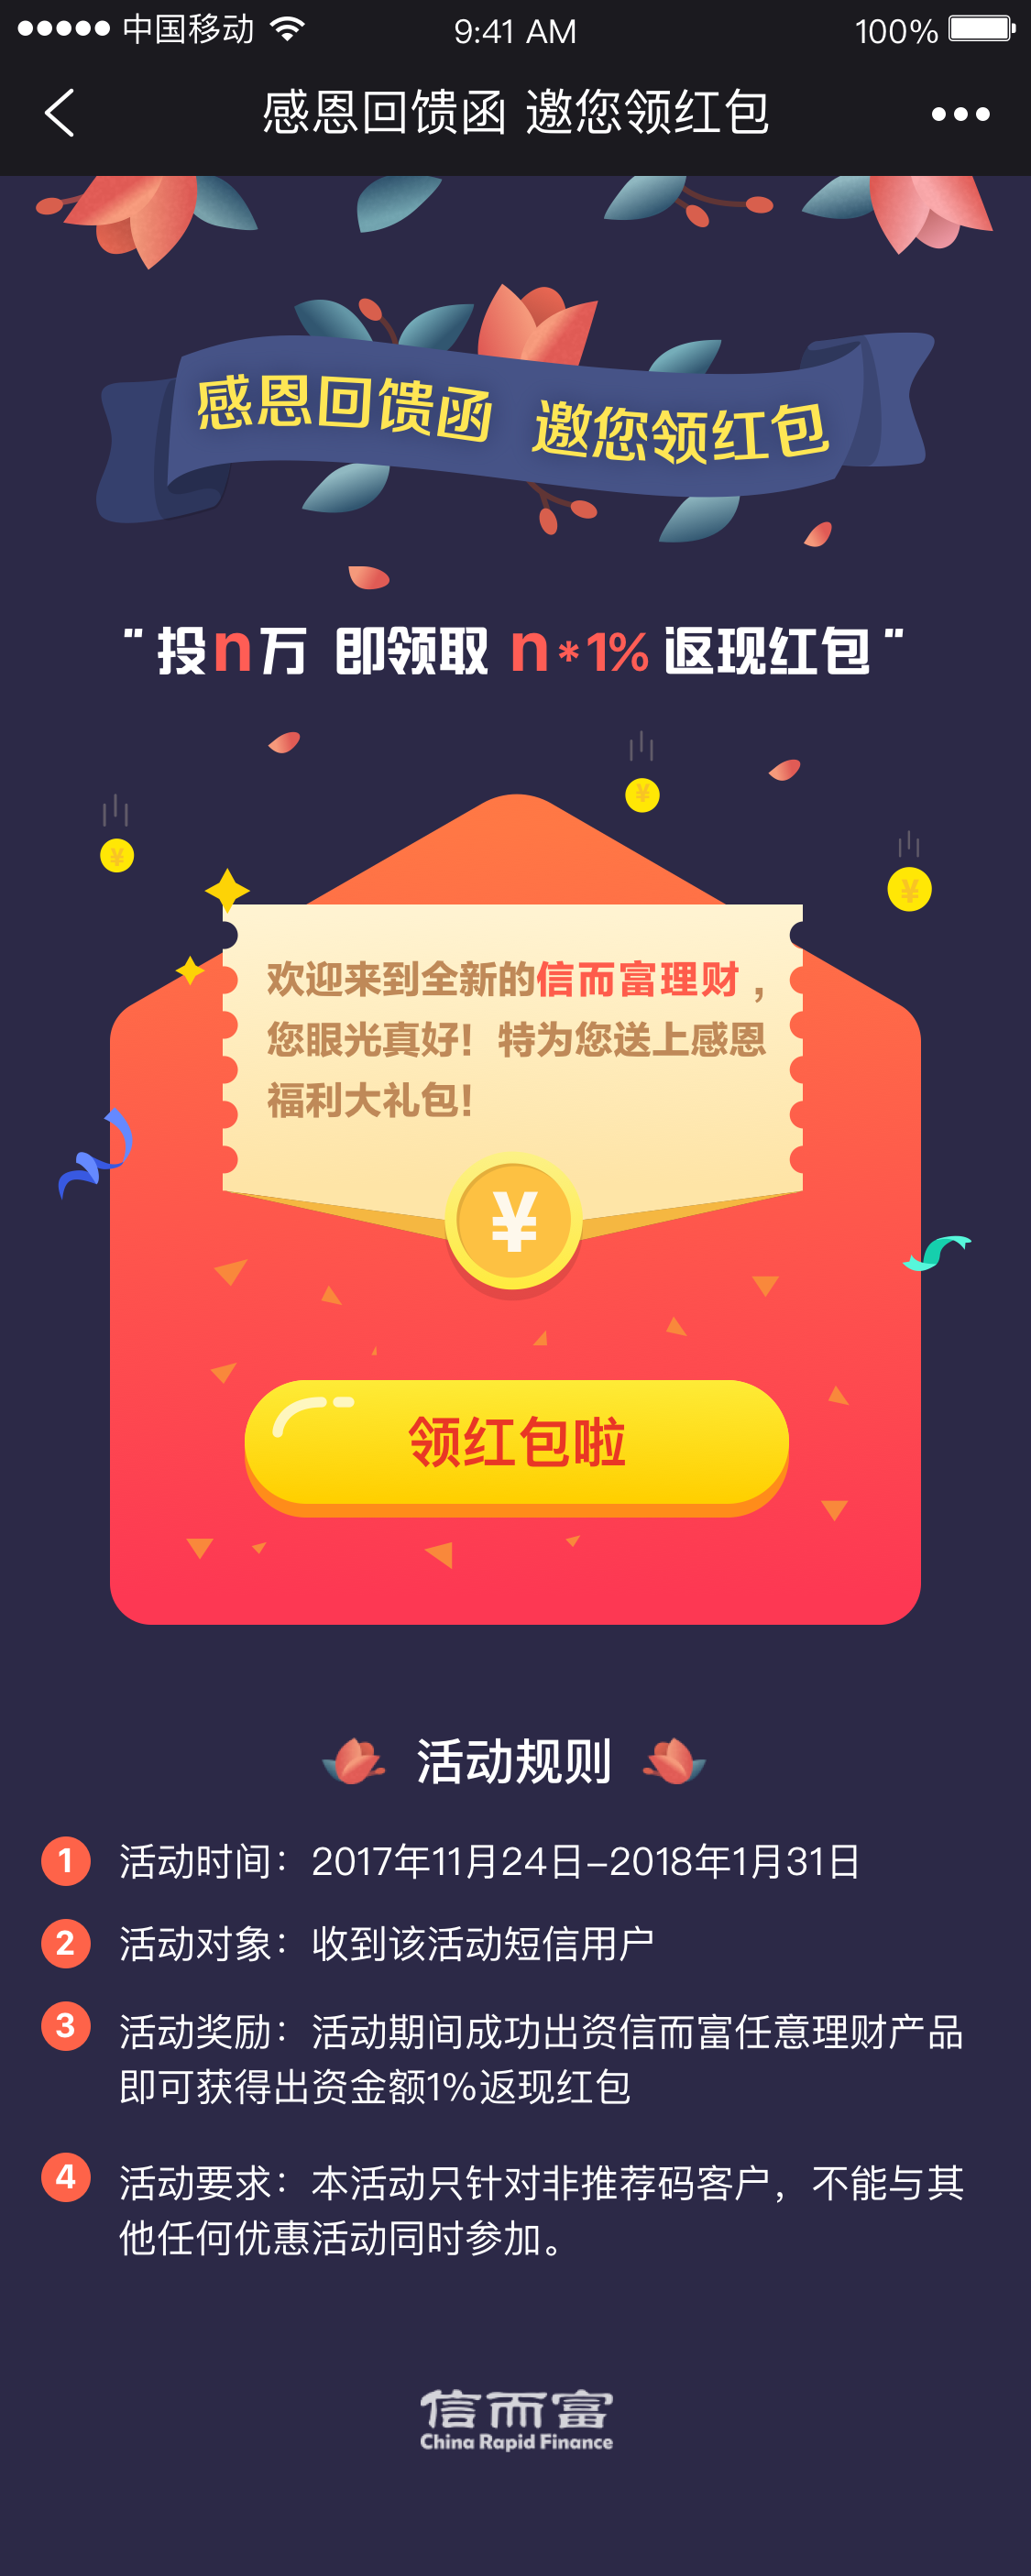 中国移动 9:41 AM 100%
感恩回馈函 邀您领红包
感恩回馈函 邀您领红包
"投n万 即领取 n*1% 返现红包"
¥
¥
¥
欢迎来到全新的信而富理财，
您眼光真好！特为您送上感恩
福利大礼包！
¥
领红包啦
活动规则
1 活动时间：2017年11月24日-2018年1月31日
2 活动对象：收到该活动短信用户
3 活动奖励：活动期间成功出资信而富任意理财产品
即可获得出资金额1%返现红包
4 活动要求：本活动只针对非推荐码客户，不能与其
他任何优惠活动同时参加。
信而富
China Rapid Finance